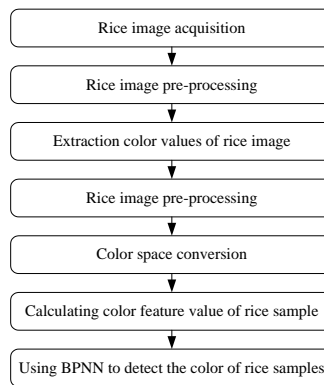 Rice image acquisition
Rice image pre-processing
Extraction color values of rice image
Rice image pre-processing
Color space conversion
Calculating color feature value of rice sample
Using BPNN to detect the color of rice samples